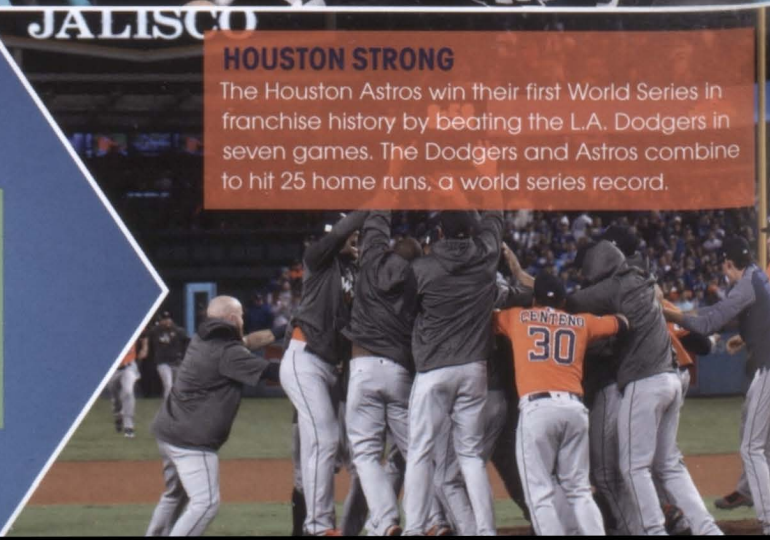 JALISCO
HOUSTON STRONG
The Houston Astros win their first World Series in
franchise history by beating the L.A. Dodgers in
seven games. The Dodgers and Astros combine
to hit 25 home runs, a world series record.
CENTENO
30